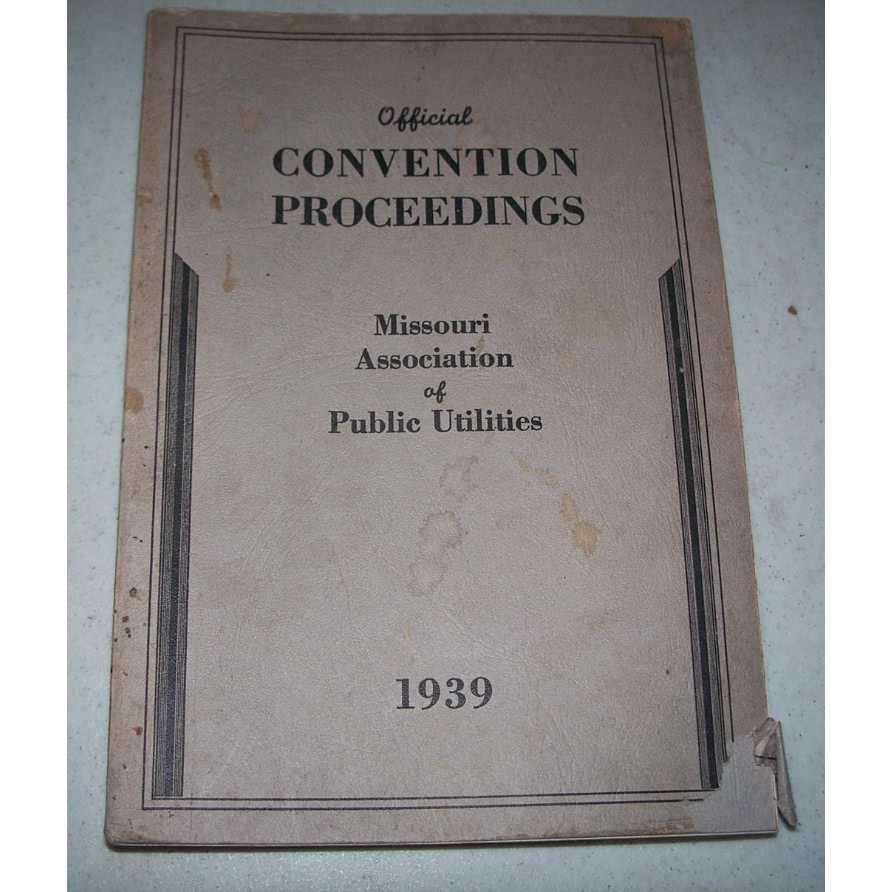 Official
CONVENTION
PROCEEDINGS
Missouri
Association
of
Public Utilities
1939